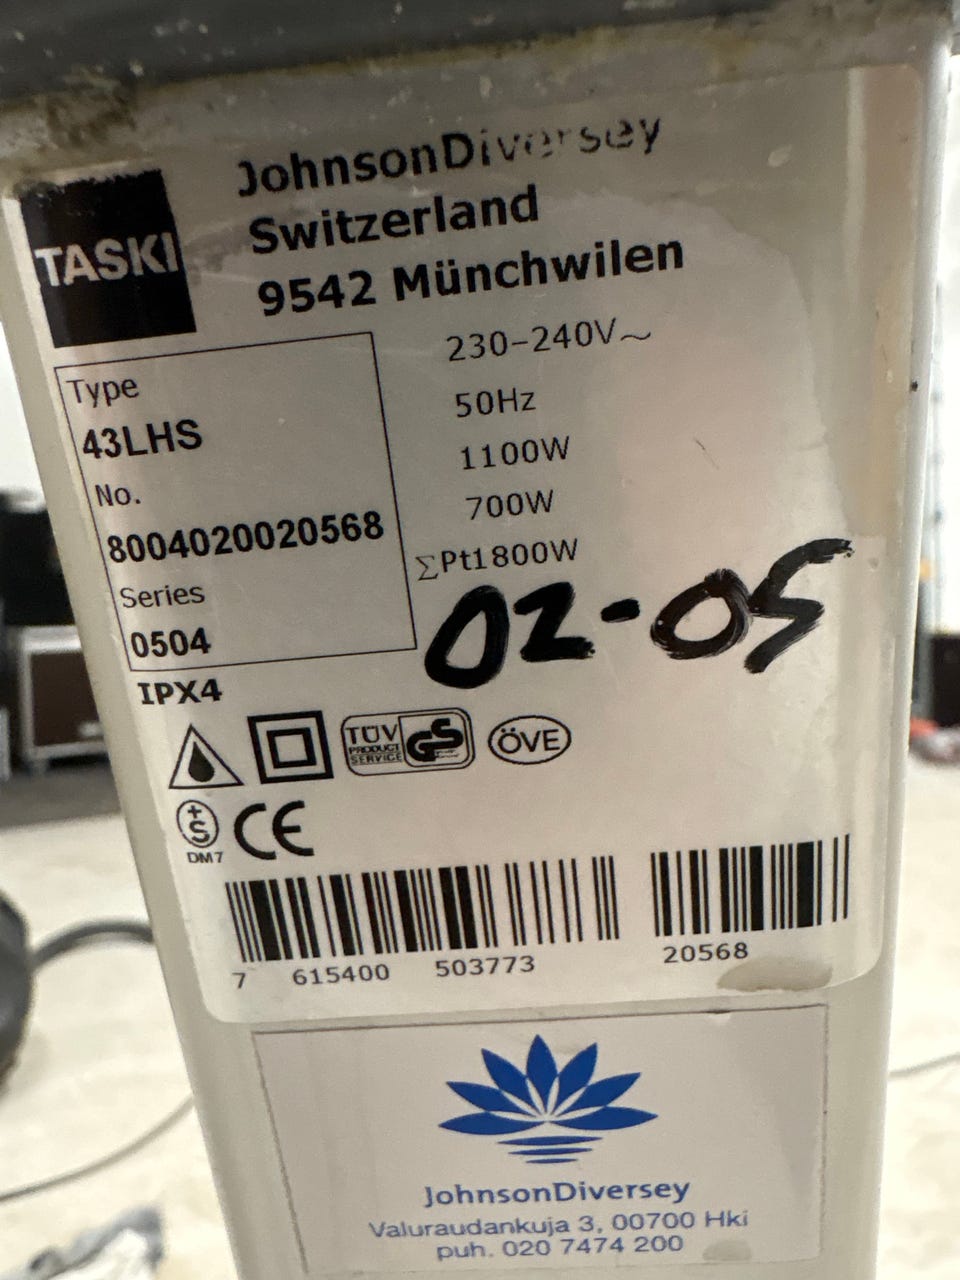 TASKI
JohnsonDiversey
Switzerland
9542 Münchwilen
Type
43LHS
No.
8004020020568
Series
0504
230-240V~
50Hz
1100W
700W
∑Pt1800W
02-05
IPX4
TÜV
PRODUCT
SERVICE
GS
ÖVE
+S
DM7
CE
7 615400 503773
20568
JohnsonDiversey
Valuraudankuja 3, 00700 Hki
puh. 020 7474 200